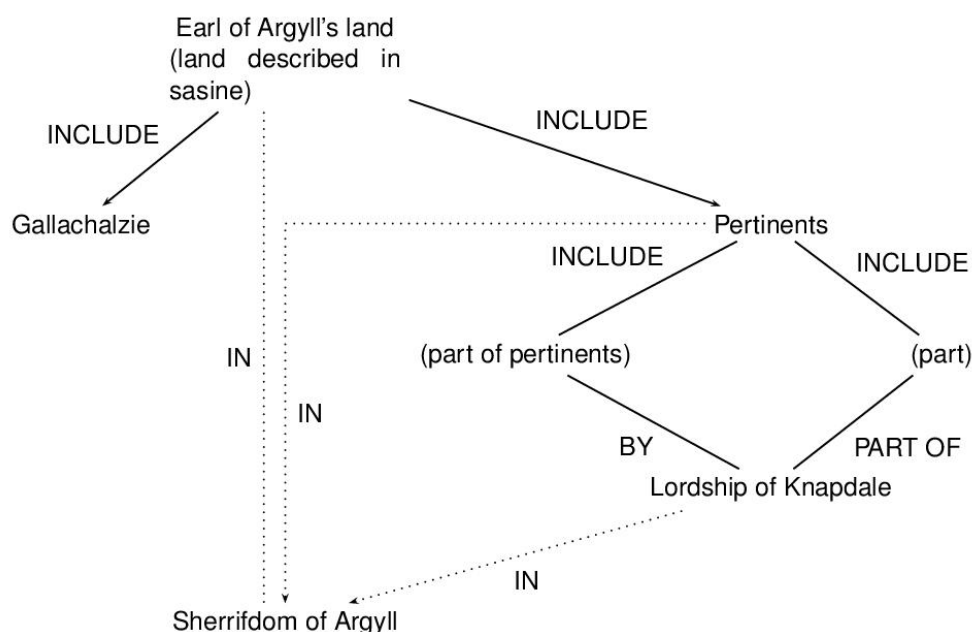 Earl of Argyll's land
(land described in
sasine)
INCLUDE
INCLUDE
Gallachalzie
Pertinents
INCLUDE
INCLUDE
IN
(part of pertinents)
(part)
IN
BY
PART OF
Lordship of Knapdale
IN
Sherrifdom of Argyll